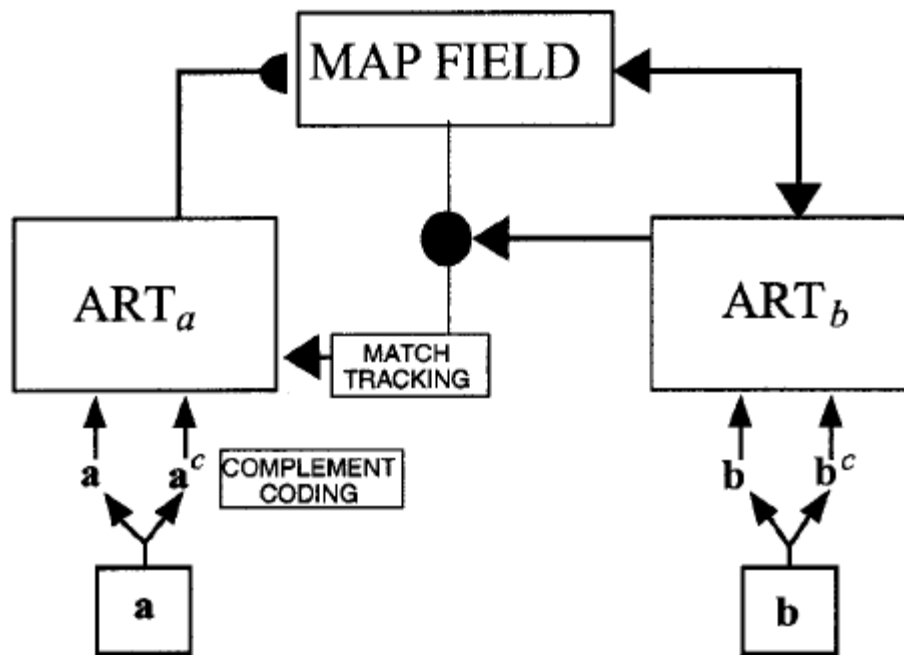 MAP FIELD
ARTa
ARTb
MATCH
TRACKING
a
a^c
COMPLEMENT
CODING
b
b^c
a
b